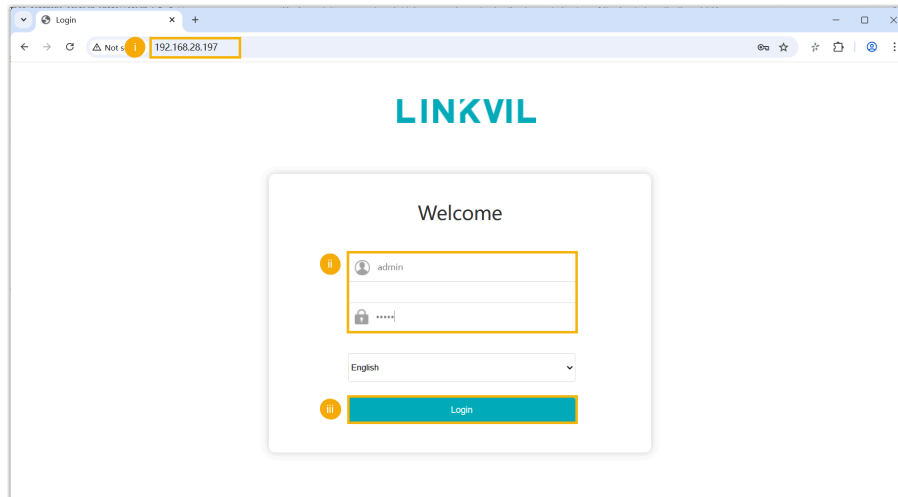 Login
Not s
i
192.168.28.197
LINKVIL
Welcome
ii
admin
•••••
English
iii
Login